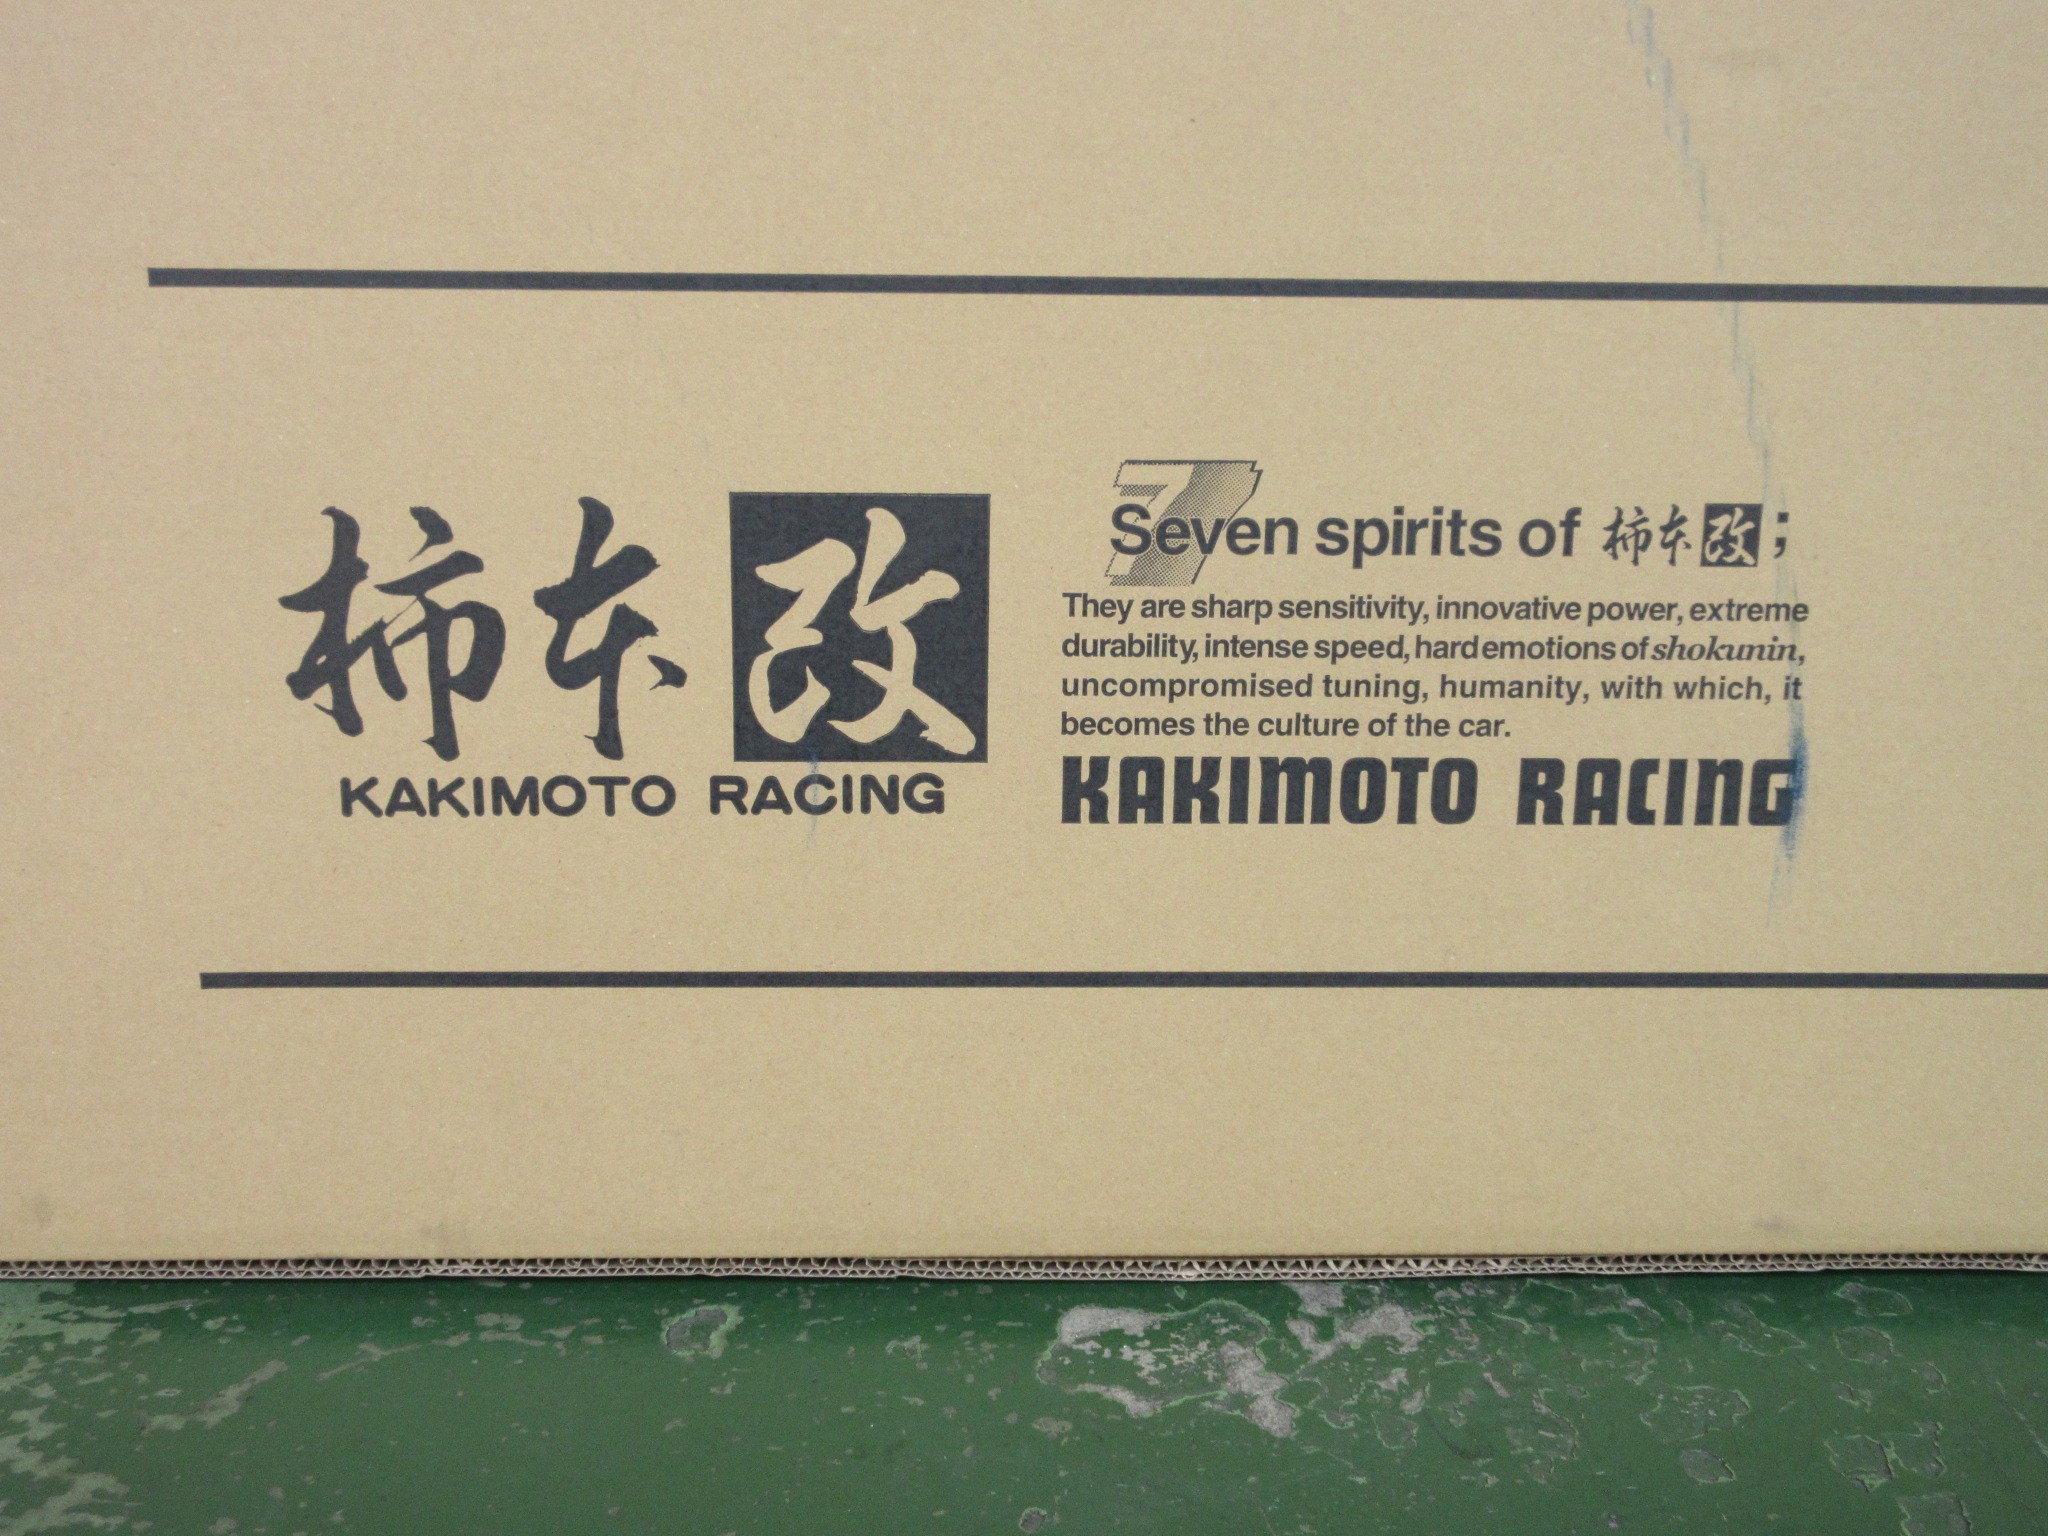 柿本改
KAKIMOTO RACING
7
Seven spirits of 柿本改;
They are sharp sensitivity, innovative power, extreme
durability, intense speed, hard emotions of shokunin,
uncompromised tuning, humanity, with which, it
becomes the culture of the car.
KAKIMOTO RACING